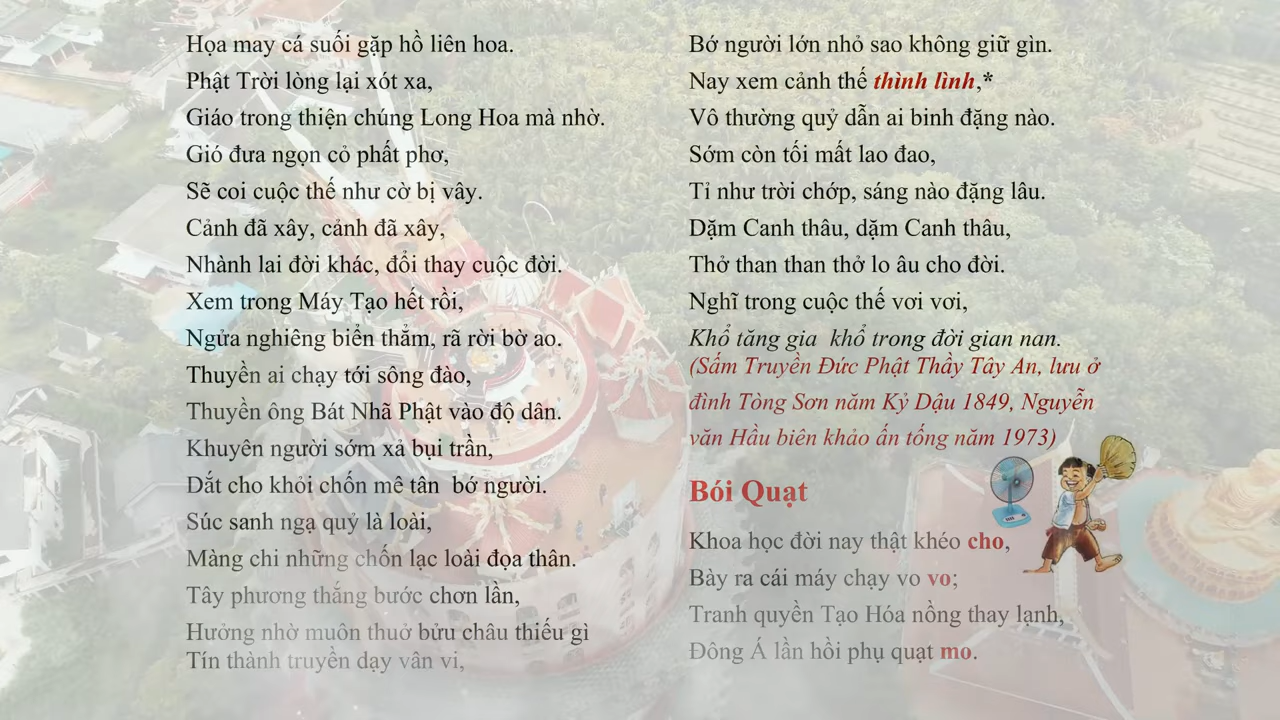 Họa may cá suối gặp hồ liên hoa.
Phật Trời lòng lại xót xa,
Giáo trong thiện chúng Long Hoa mà nhờ.
Gió đưa ngọn cỏ phất phơ,
Sẽ coi cuộc thế như cờ bị vây.
Cảnh đã xây, cảnh đã xây,
Nhành lai đời khác, đổi thay cuộc đời.
Xem trong Máy Tạo hết rồi,
Ngửa nghiêng biển thẳm, rã rời bờ ao.
Thuyền ai chạy tới sông đào,
Thuyền ông Bát Nhã Phật vào độ dân.
Khuyên người sớm xả bụi trần,
Dắt cho khỏi chốn mê tân bớ người.
Súc sanh ngạ quỷ là loài,
Màng chi những chốn lạc loài đọa thân.
Tây phương thắng bước chơn lần,
Hưởng nhờ muôn thuở bửu châu thiếu gì
Tín thành truyền dạy vân vi,
Bớ người lớn nhỏ sao không giữ gìn.
Nay xem cảnh thế thình lình,*
Vô thường quỷ dẫn ai binh đặng nào.
Sớm còn tối mất lao đao,
Tỉ như trời chớp, sáng nào đặng lâu.
Dặm Canh thâu, dặm Canh thâu,
Thở than than thở lo âu cho đời.
Nghĩ trong cuộc thế vơi vơi,
Khổ tăng gia khổ trong đời gian nan.
(Sấm Truyền Đức Phật Thầy Tây An, lưu ở
đình Tòng Sơn năm Kỷ Dậu 1849, Nguyễn
văn Hầu biên khảo ấn tống năm 1973)
Bói Quạt
Khoa học đời nay thật khéo cho,
Bày ra cái máy chạy vo vo;
Tranh quyền Tạo Hóa nồng thay lạnh,
Đông Á lần hồi phụ quạt mo.